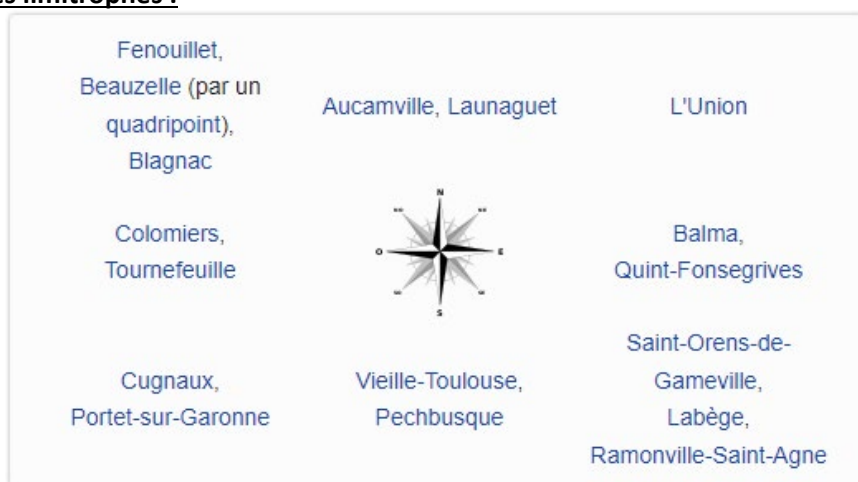 limitrophes :
Fenouillet,
Beauzelle (par un
quadripoint),
Blagnac
Aucamville, Launaguet
L'Union
Colomiers,
Tournefeuille
N
O
E
S
Balma,
Quint-Fonsegrives
Cugnaux,
Portet-sur-Garonne
Vieille-Toulouse,
Pechbusque
Saint-Orens-de-
Gameville,
Labège,
Ramonville-Saint-Agne